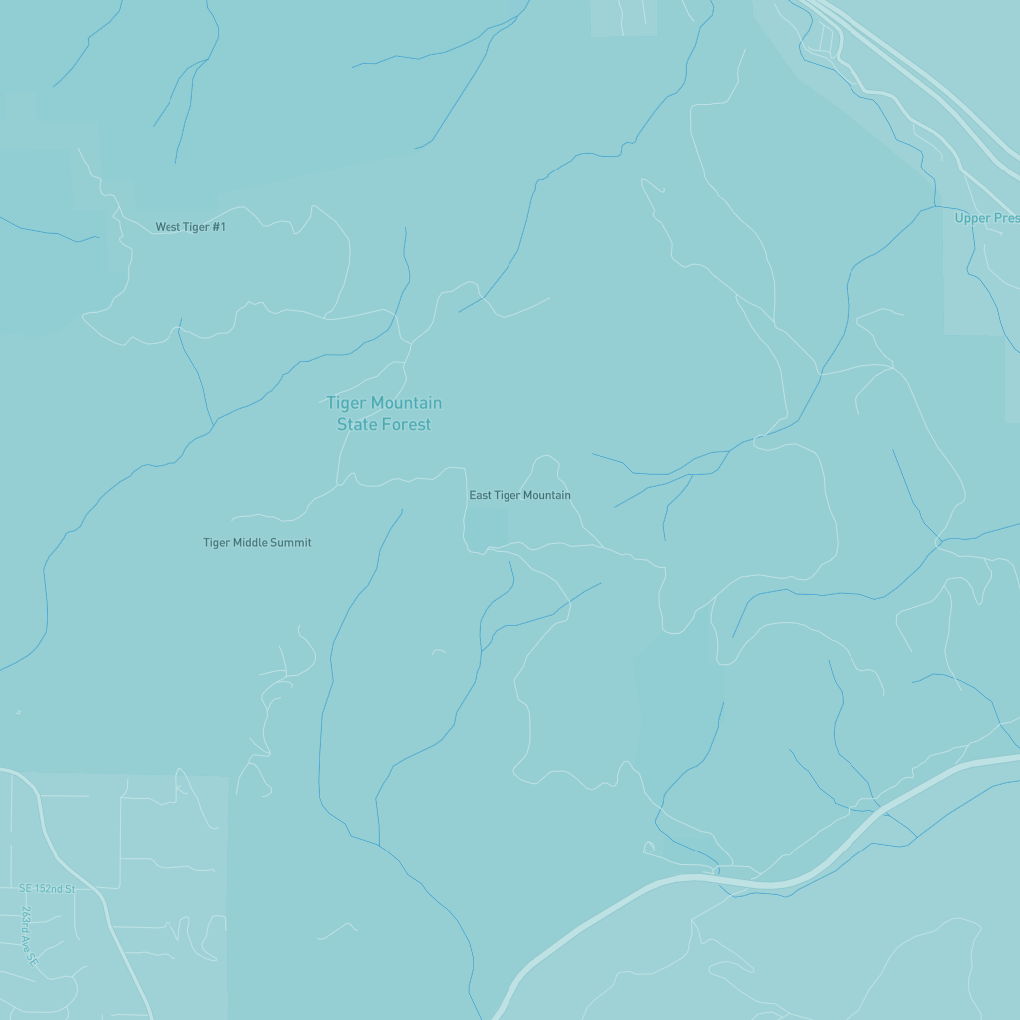 Upper Pres
West Tiger #1
Tiger Mountain
State Forest
East Tiger Mountain
Tiger Middle Summit
SE 152nd St
263rd Ave SE